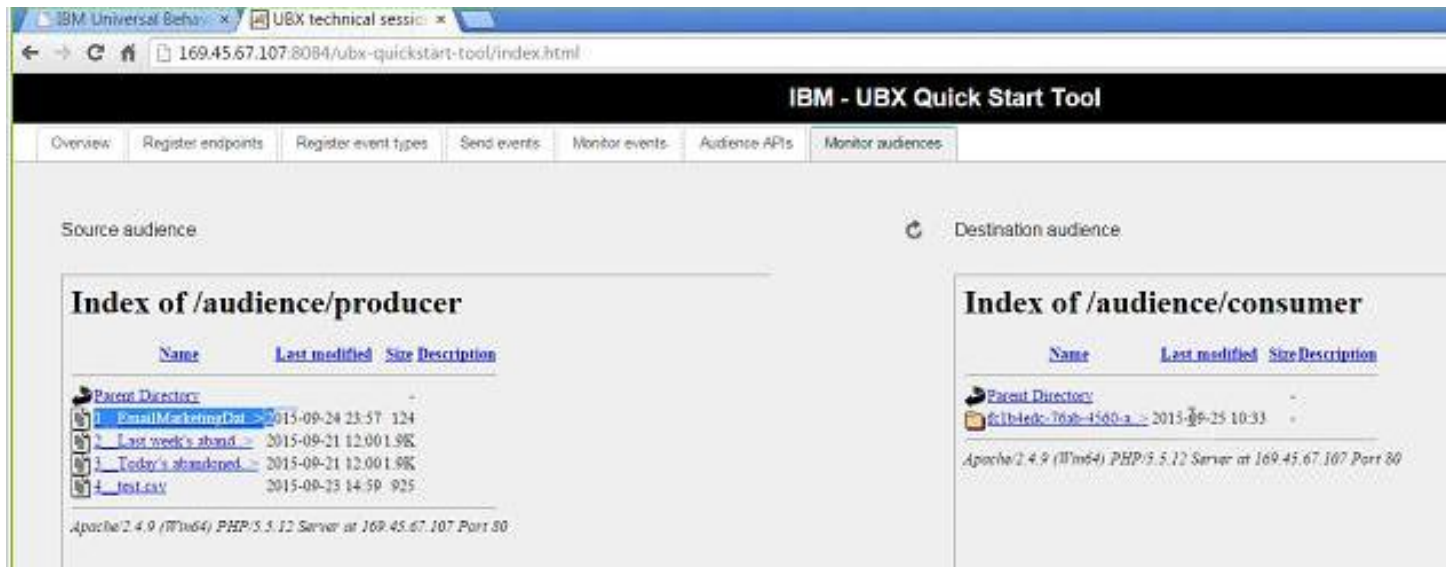 IBM Universal Behav
UBX technical sessic
169.45.67.107:8084/ubx-quickstart-tool/index.html
IBM - UBX Quick Start Tool
Overview Register endpoints Register event types Send events Monitor events Audience APIs Monitor audiences
Source audience
Index of /audience/producer
Name Last modified Size Description
Parent Directory -
1__EmailMarketingDat..> 2015-09-24 23:57 124
2__Last week's aband..> 2015-09-21 12:00 1.9K
3__Today's abandoned..> 2015-09-21 12:00 1.9K
4__test.csv 2015-09-23 14:59 925
Apache/2.4.9 (Win64) PHP/5.5.12 Server at 169.45.67.107 Port 80
Destination audience
Index of /audience/consumer
Name Last modified Size Description
Parent Directory -
2015-09-25 10:33 -
Apache/2.4.9 (Win64) PHP/5.5.12 Server at 169.45.67.107 Port 80